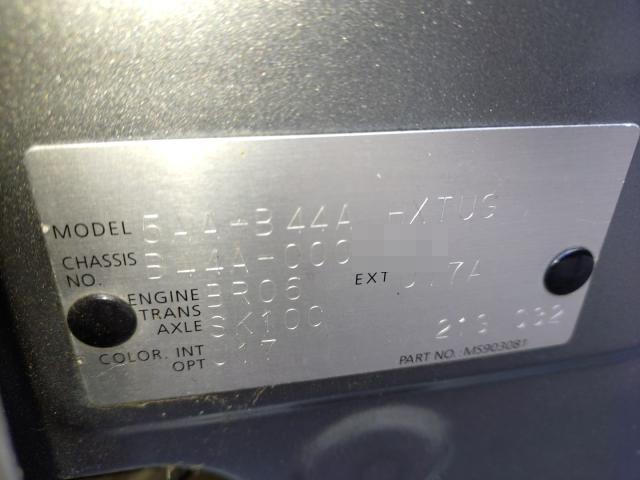 MODEL 5AA-B44A HXTUS
CHASSIS NO. B44A-000
ENGINE BR06 EXT
TRANS AXLE SK100
COLOR. INT
OPT 213 032
PART NO. MS903081